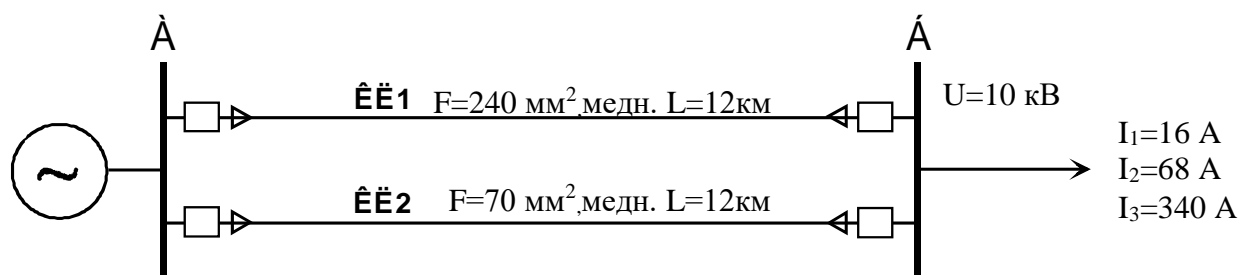 À
Á
ÊË1 F=240 мм²,медн. L=12км
U=10 кВ
ÊË2 F=70 мм²,медн. L=12км
I₁=16 А
I₂=68 А
I₃=340 А